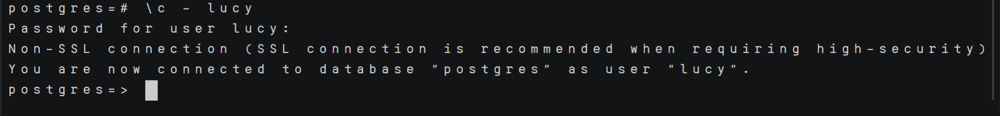 postgres=# \c - lucy
Password for user lucy:
Non-SSL connection (SSL connection is recommended when requiring high-security)
You are now connected to database "postgres" as user "lucy".
postgres=>